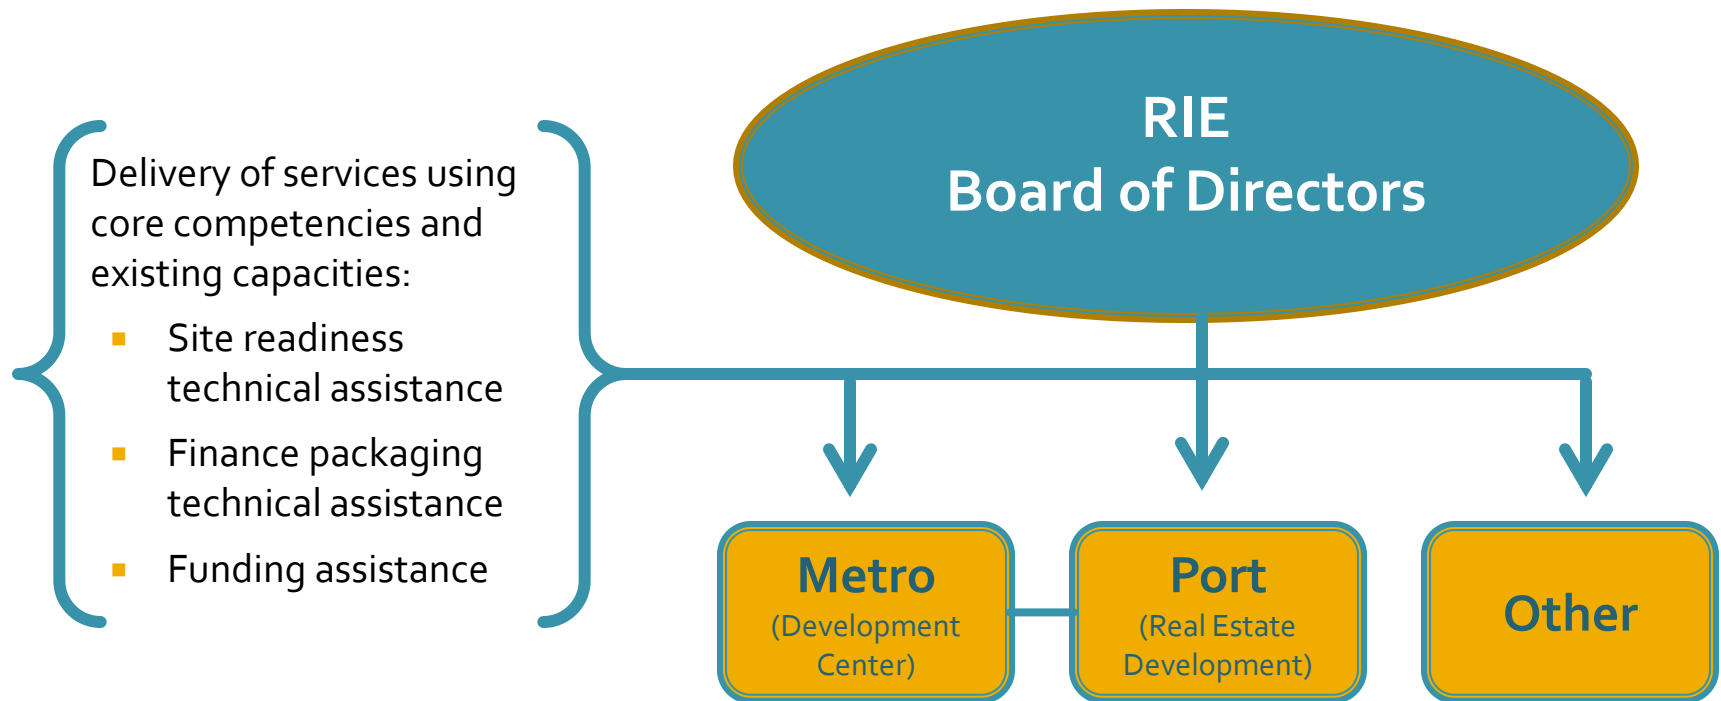 RIE
Board of Directors
Delivery of services using
core competencies and
existing capacities:
Site readiness
technical assistance
Finance packaging
technical assistance
Funding assistance
Metro
(Development
Center)
Port
(Real Estate
Development)
Other